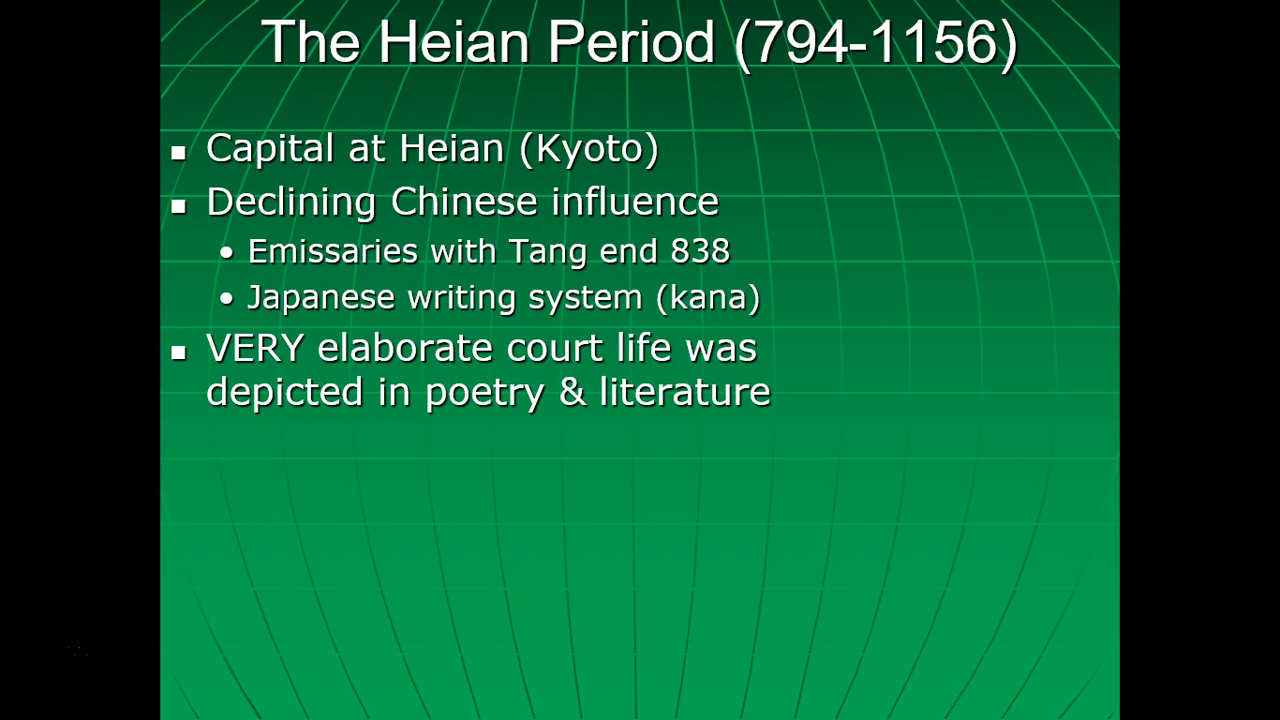 The Heian Period (794-1156)
Capital at Heian (Kyoto)
Declining Chinese influence
Emissaries with Tang end 838
Japanese writing system (kana)
VERY elaborate court life was
depicted in poetry & literature